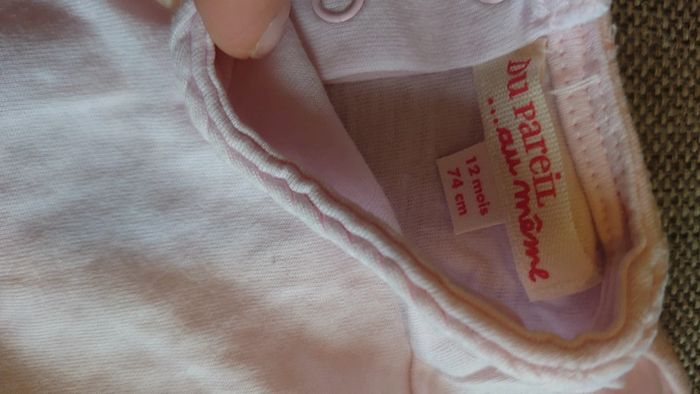 DU PAREIL
...au même
12 mois
74 cm